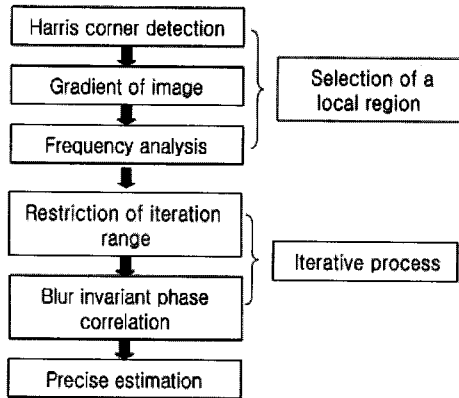 Harris corner detection
Gradient of image
Frequency analysis
Selection of a
local region
Restriction of iteration
range
Blur invariant phase
correlation
Iterative process
Precise estimation